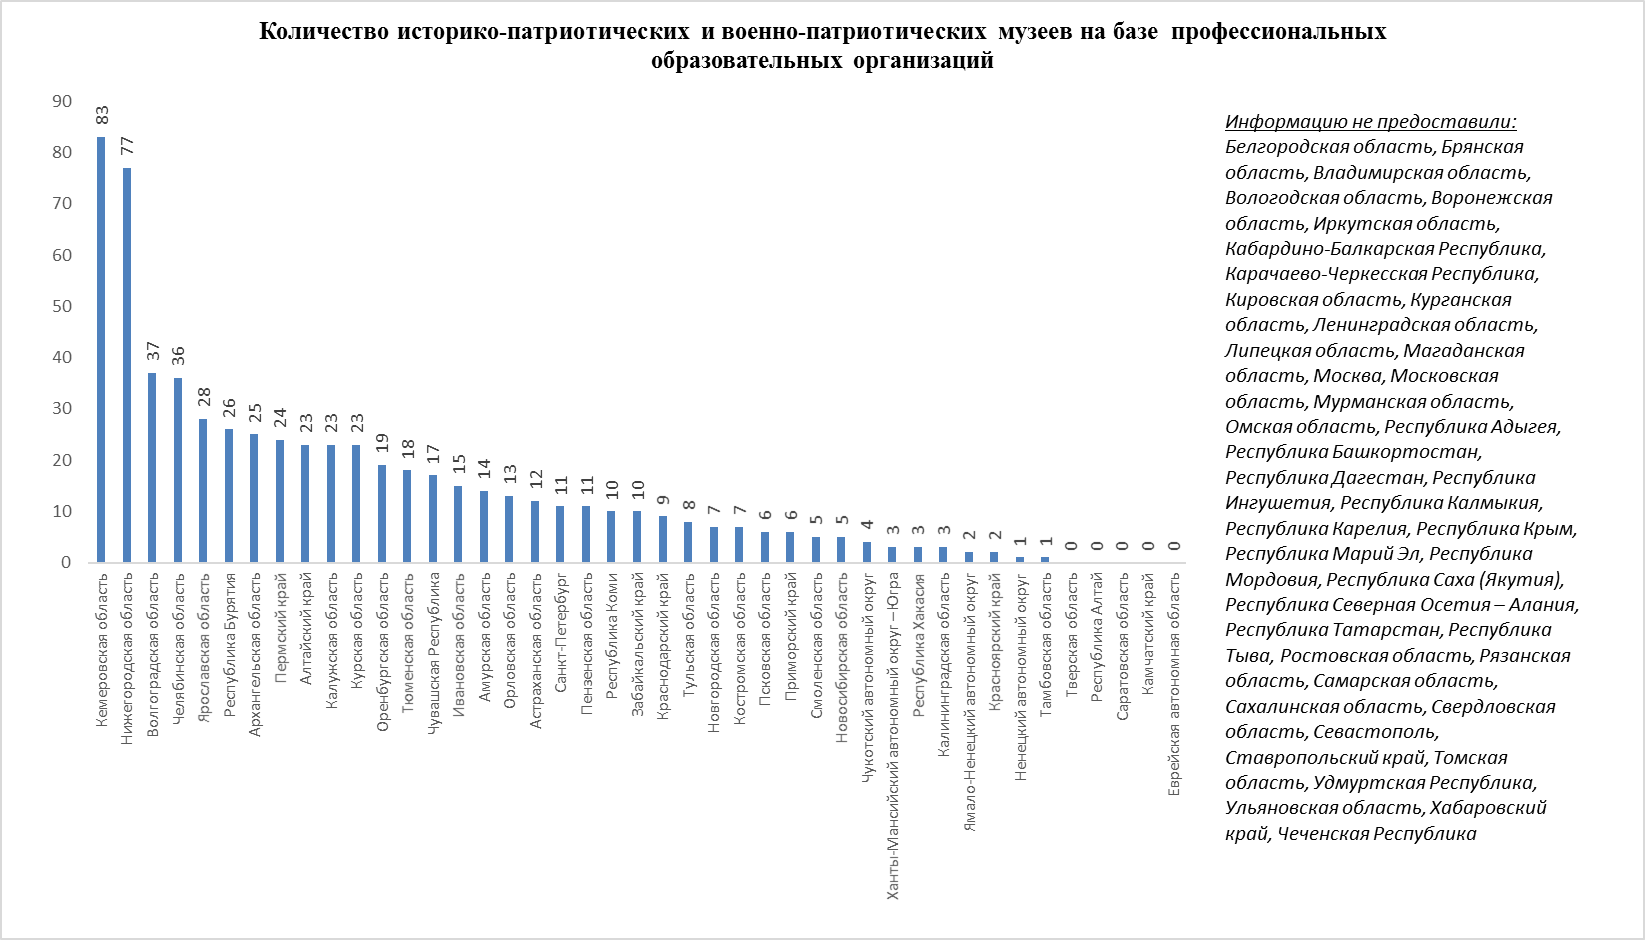 Количество историко-патриотических и военно-патриотических музеев на базе профессиональных
образовательных организаций
90
80
70
60
50
40
30
20
10
0
83
77
37
36
28
26
25
24
23
23
23
19
18
17
15
14
13
12
11
11
10
10
9
8
7
7
6
6
5
5
4
3
3
3
2
2
1
1
0
0
0
0
0
Кемеровская область
Нижегородская область
Волгоградская область
Челябинская область
Ярославская область
Республика Бурятия
Архангельская область
Пермский край
Алтайский край
Калужская область
Курская область
Оренбургская область
Тюменская область
Чувашская Республика
Ивановская область
Амурская область
Орловская область
Астраханская область
Санкт-Петербург
Пензенская область
Республика Коми
Забайкальский край
Краснодарский край
Тульская область
Новгородская область
Костромская область
Псковская область
Приморский край
Смоленская область
Новосибирская область
Чукотский автономный округ
Ханты-Мансийский автономный округ – Югра
Республика Хакасия
Калининградская область
Ямало-Ненецкий автономный округ
Красноярский край
Ненецкий автономный округ
Тамбовская область
Тверская область
Республика Алтай
Саратовская область
Камчатский край
Еврейская автономная область
Информацию не предоставили:
Белгородская область, Брянская
область, Владимирская область,
Вологодская область, Воронежская
область, Иркутская область,
Кабардино-Балкарская Республика,
Карачаево-Черкесская Республика,
Кировская область, Курганская
область, Ленинградская область,
Липецкая область, Магаданская
область, Москва, Московская
область, Мурманская область,
Омская область, Республика Адыгея,
Республика Башкортостан,
Республика Дагестан, Республика
Ингушетия, Республика Калмыкия,
Республика Карелия, Республика Крым,
Республика Марий Эл, Республика
Мордовия, Республика Саха (Якутия),
Республика Северная Осетия – Алания,
Республика Татарстан, Республика
Тыва, Ростовская область, Рязанская
область, Самарская область,
Сахалинская область, Свердловская
область, Севастополь,
Ставропольский край, Томская
область, Удмуртская Республика,
Ульяновская область, Хабаровский
край, Чеченская Республика